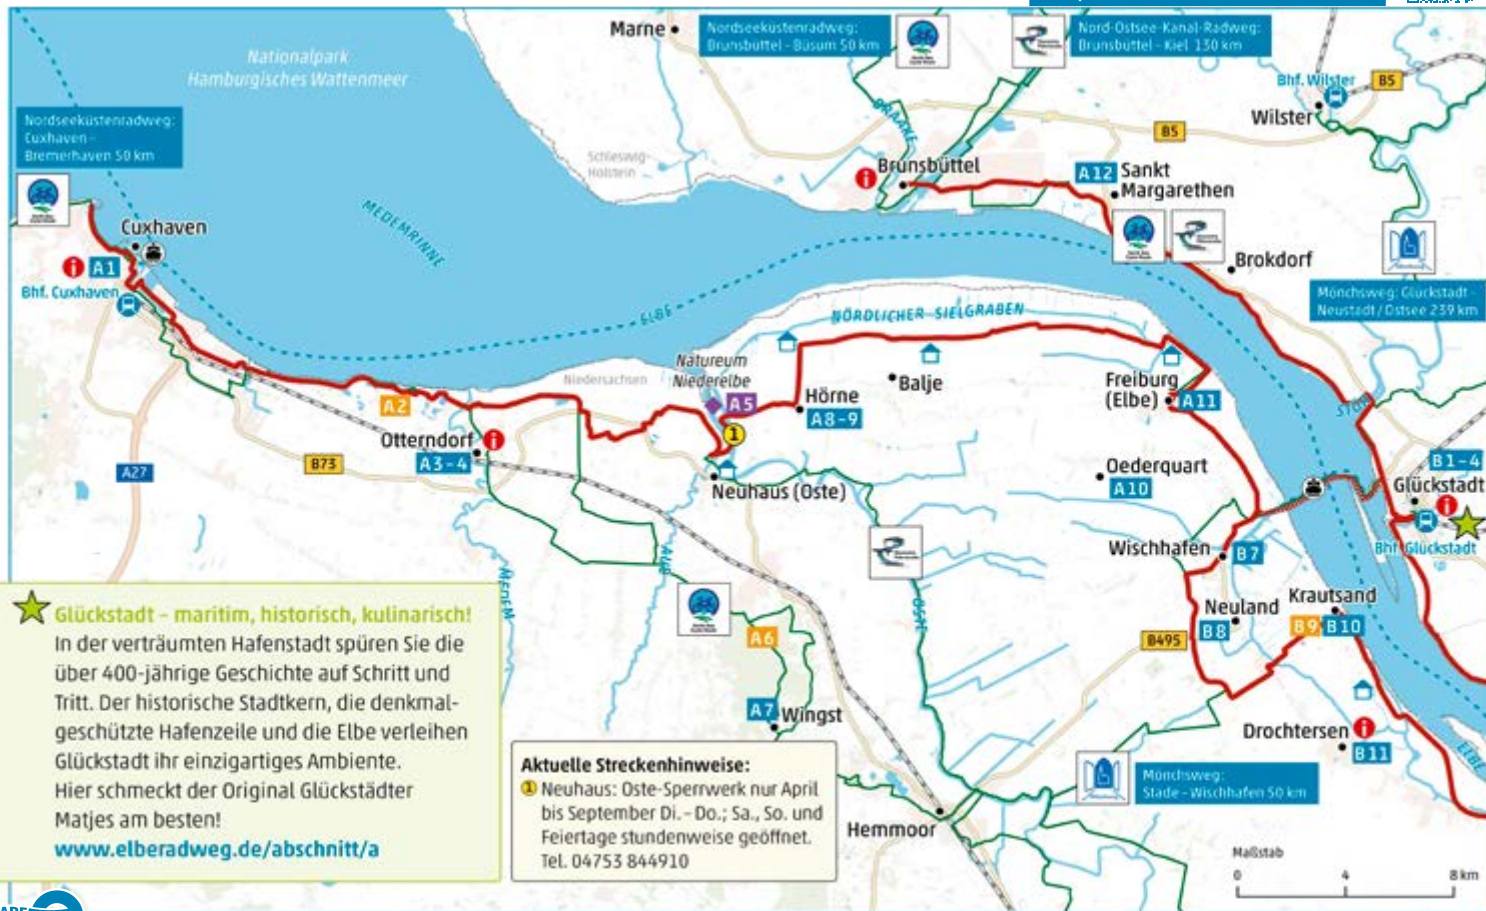 Marne
Nordseeküstenradweg:
Brunsbüttel - Büsum 50 km
Nord-Ostsee-Kanal-Radweg:
Brunsbüttel - Kiel 130 km
Nationalpark
Hamburgisches Wattenmeer
Bhf. Wilster
B5
Wilster
Nordseeküstenradweg:
Cuxhaven –
Bremerhaven 50 km
BRAAKE
B5
Schleswig-
Holstein
Brunsbüttel
A12 Sankt
Margarethen
MEDEMRINNE
Cuxhaven
A1
Bhf. Cuxhaven
Brokdorf
Mönchsweg: Glückstadt -
Neustadt / Ostsee 239 km
ELBE
NÖRDLICHER SIELGRABEN
Natureum
Niederelbe
Niedersachsen
A5
Hörne
A8-9
Balje
Freiburg
(Elbe)
A11
STÖR
A2
Otterndorf
A3-4
B73
A27
1
Neuhaus (Oste)
Oederquart
A10
B1-4
Glückstadt
Bhf. Glückstadt
Wischhafen
B7
AUE
MEDEM
OSTE
Neuland
B8
Krautsand
B9 B10
B495
A6
A7 Wingst
Drochtersen
B11
ELBE
Mönchsweg:
Stade - Wischhafen 50 km
Hemmoor
Glückstadt – maritim, historisch, kulinarisch!
In der verträumten Hafenstadt spüren Sie die
über 400-jährige Geschichte auf Schritt und
Tritt. Der historische Stadtkern, die denkmal-
geschützte Hafenzeile und die Elbe verleihen
Glückstadt ihr einzigartiges Ambiente.
Hier schmeckt der Original Glückstädter
Matjes am besten!
www.elberadweg.de/abschnitt/a
Aktuelle Streckenhinweise:
1 Neuhaus: Oste-Sperrwerk nur April
bis September Di. – Do.; Sa., So. und
Feiertage stundenweise geöffnet.
Tel. 04753 844910
Maßstab
0 4 8 km